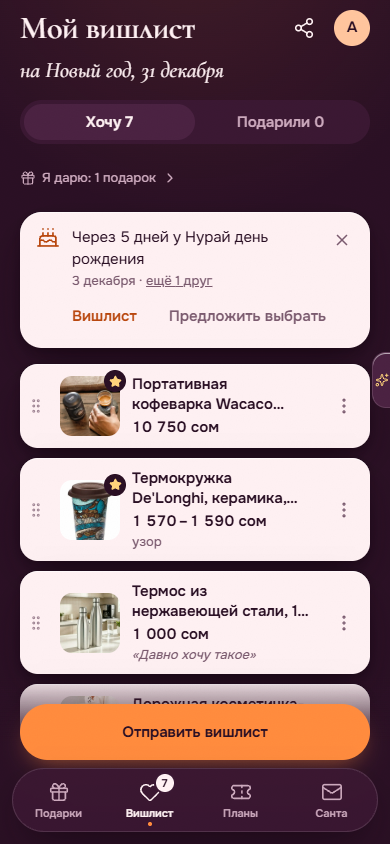 Мой вишлист
А
на Новый год, 31 декабря
Хочу 7
Подарили 0
Я дарю: 1 подарок
Через 5 дней у Нурай день
рождения
3 декабря · ещё 1 друг
Вишлист
Предложить выбрать
Портативная
кофеварка Wacaco...
10 750 сом
Термокружка
De'Longhi, керамика,...
1 570 – 1 590 сом
узор
Термос из
нержавеющей стали, 1...
1 000 сом
«Давно хочу такое»
Дорожная косметичка
Отправить вишлист
7
Подарки
Вишлист
Планы
Санта